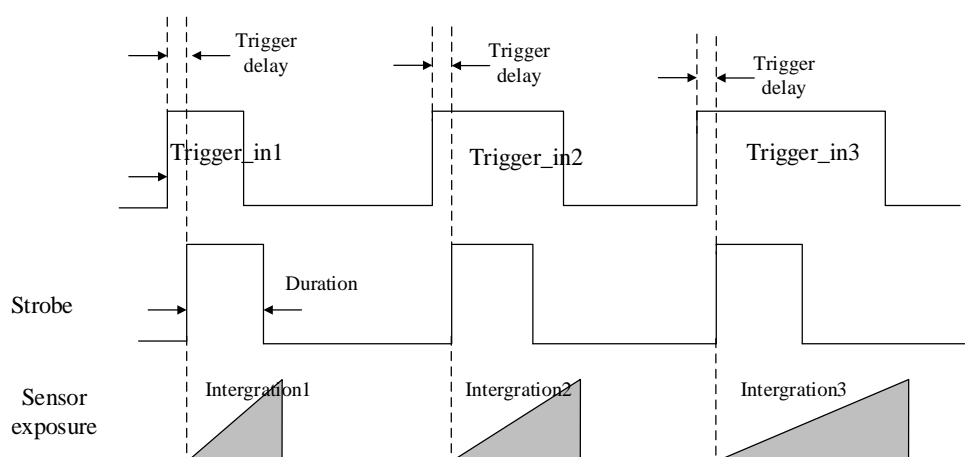 Trigger
delay
Trigger
delay
Trigger
delay
Trigger_in1
Trigger_in2
Trigger_in3
Strobe
Duration
Sensor
exposure
Intergration1
Intergration2
Intergration3